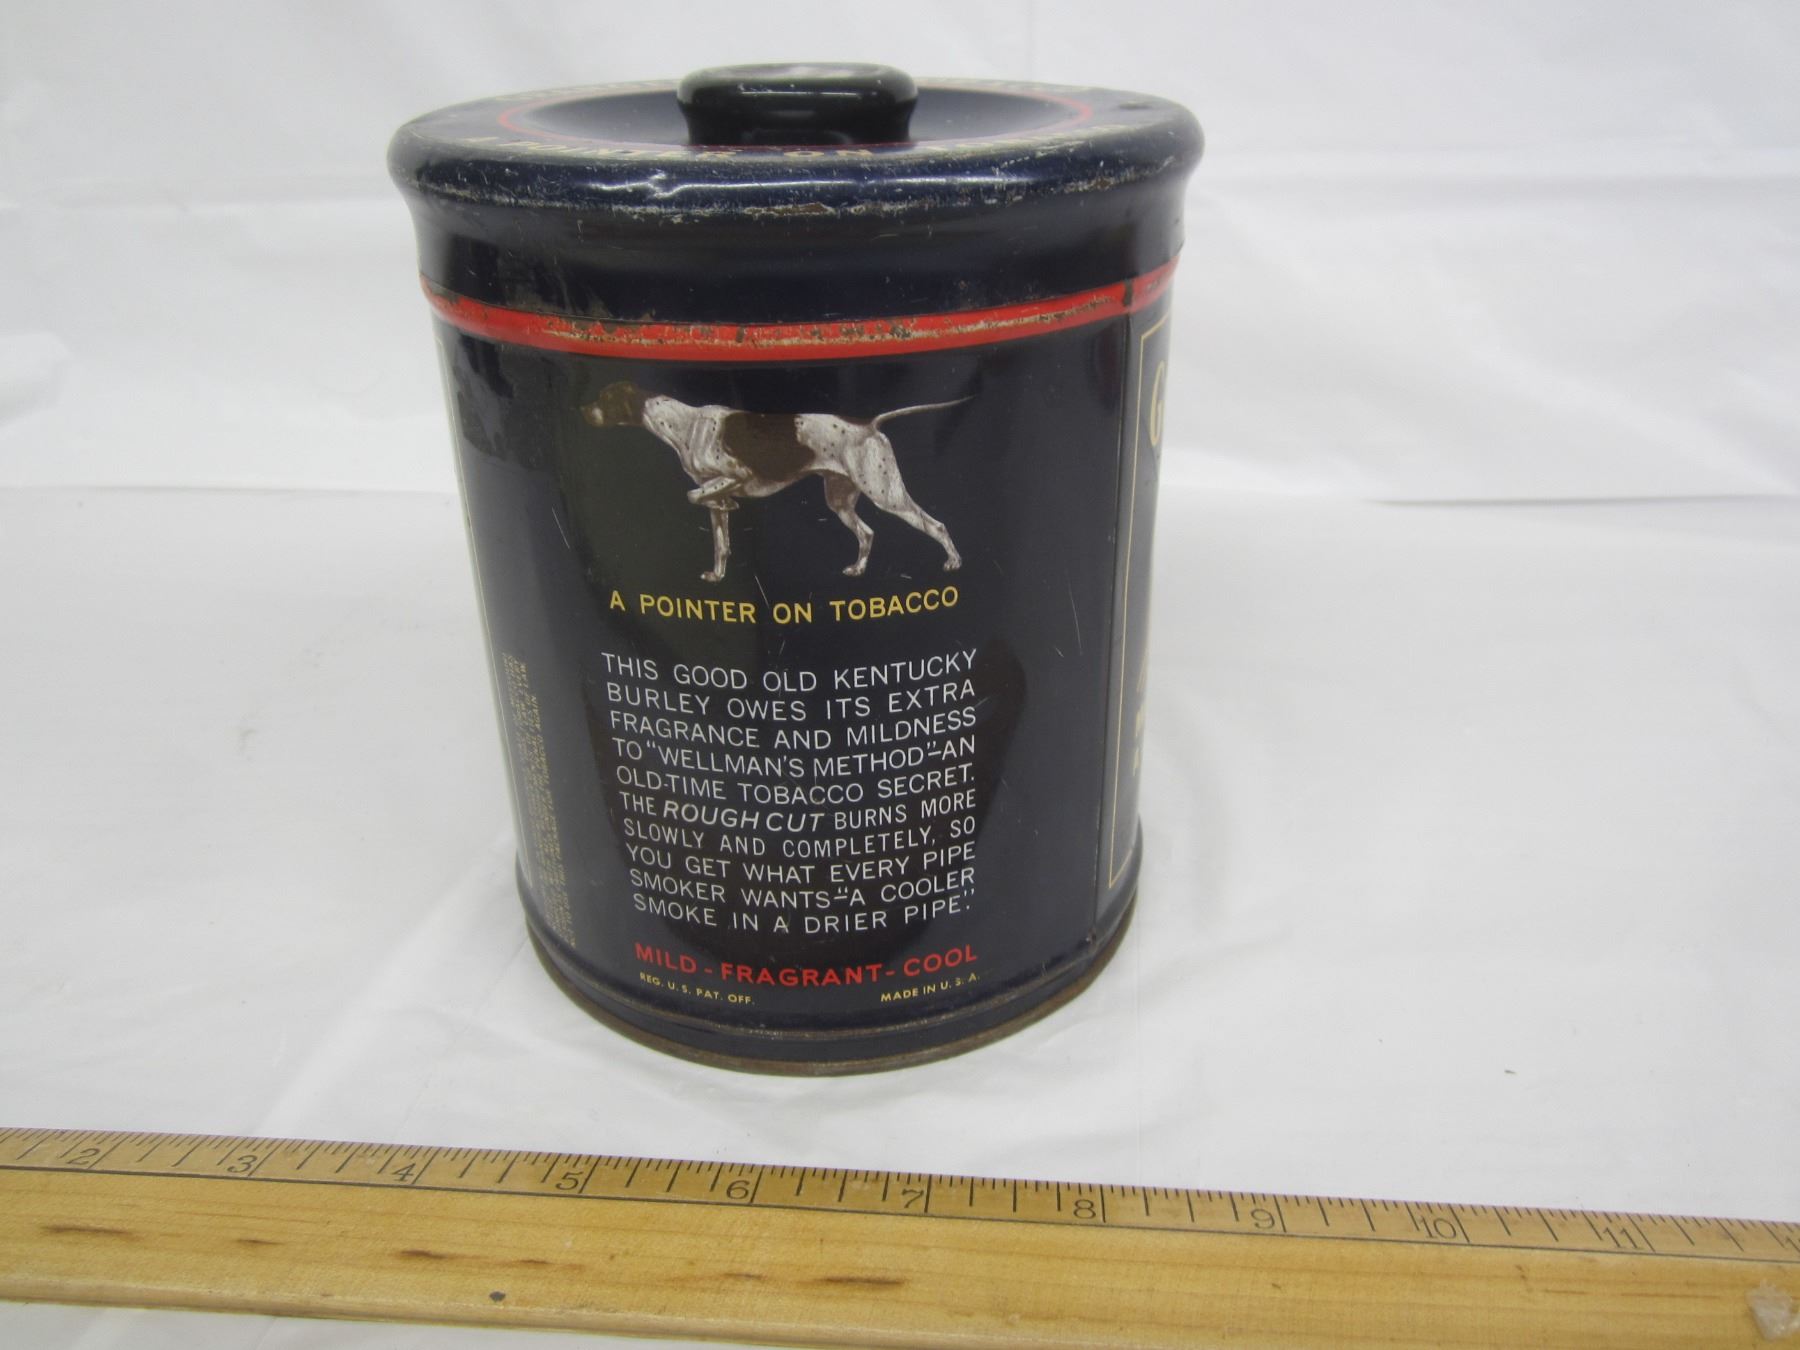 A POINTER ON
A POINTER ON TOBACCO
THIS GOOD OLD KENTUCKY
BURLEY OWES ITS EXTRA
FRAGRANCE AND MILDNESS
TO "WELLMAN'S METHOD"—AN
OLD-TIME TOBACCO SECRET.
THE ROUGH CUT BURNS MORE
SLOWLY AND COMPLETELY, SO
YOU GET WHAT EVERY PIPE
SMOKER WANTS—"A COOLER
SMOKE IN A DRIER PIPE."
MILD - FRAGRANT - COOL
REG. U. S. PAT. OFF. MADE IN U. S. A.
G
2 3 4 5 6 7 8 9 10 11